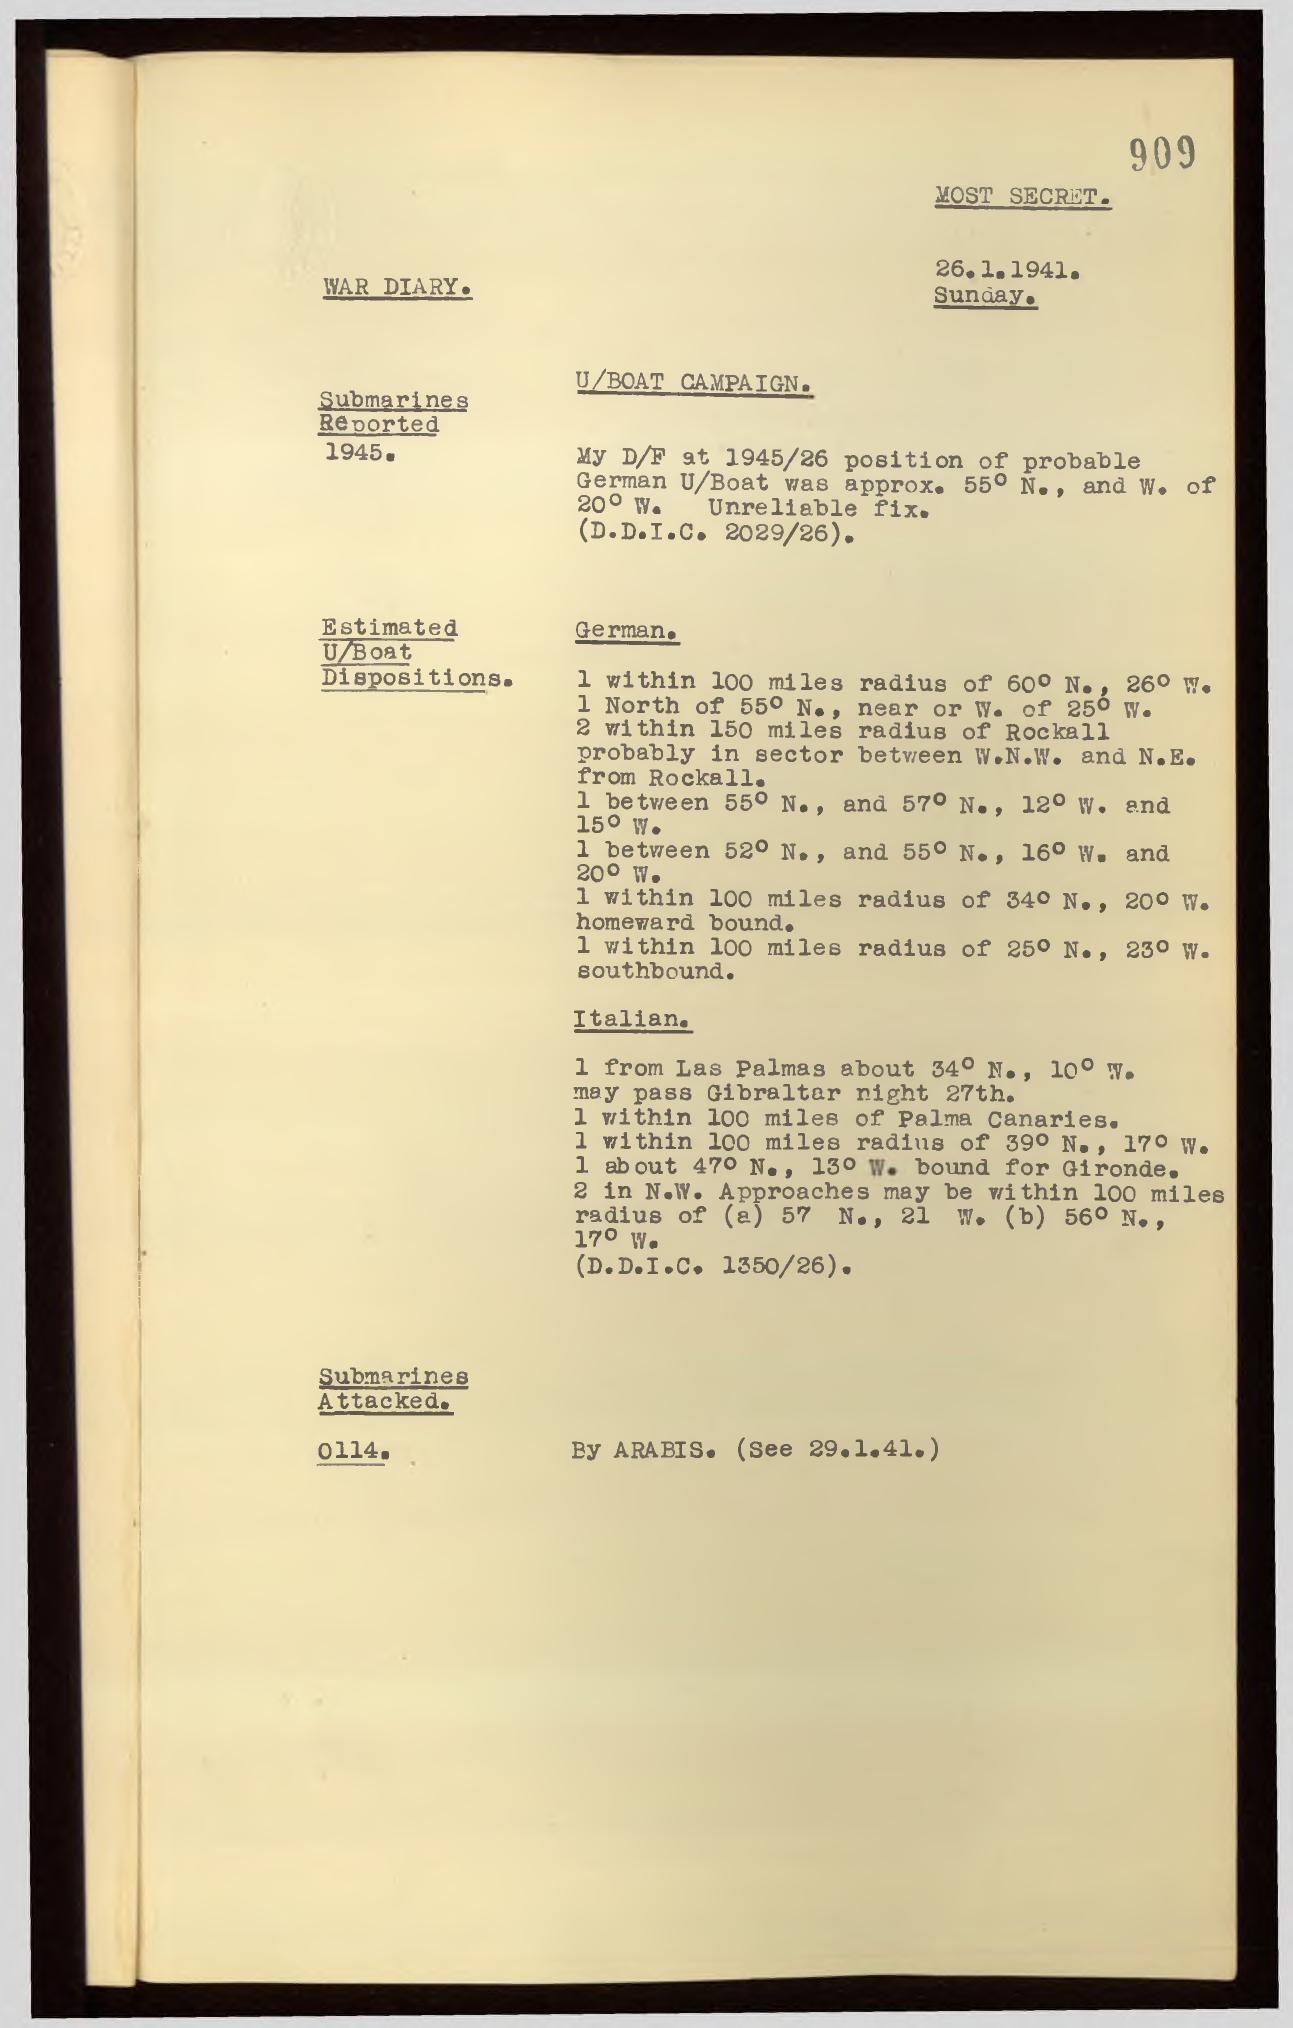 909
MOST SECRET.
26.1.1941.
Sunday.
WAR DIARY.
U/BOAT CAMPAIGN.
Submarines
Reported
1945.
My D/F at 1945/26 position of probable
German U/Boat was approx. 55° N., and W. of
20° W.   Unreliable fix.
(D.D.I.C. 2029/26).
Estimated
U/Boat
Dispositions.
German.
1 within 100 miles radius of 60° N., 26° W.
1 North of 55° N., near or W. of 25° W.
2 within 150 miles radius of Rockall
probably in sector between W.N.W. and N.E.
from Rockall.
1 between 55° N., and 57° N., 12° W. and
15° W.
1 between 52° N., and 55° N., 16° W. and
20° W.
1 within 100 miles radius of 34° N., 20° W.
homeward bound.
1 within 100 miles radius of 25° N., 23° W.
southbound.
Italian.
1 from Las Palmas about 34° N., 10° W.
may pass Gibraltar night 27th.
1 within 100 miles of Palma Canaries.
1 within 100 miles radius of 39° N., 17° W.
1 about 47° N., 13° W. bound for Gironde.
2 in N.W. Approaches may be within 100 miles
radius of (a) 57  N., 21  W. (b) 56° N.,
17° W.
(D.D.I.C. 1350/26).
Submarines
Attacked.
0114.
By ARABIS. (See 29.1.41.)